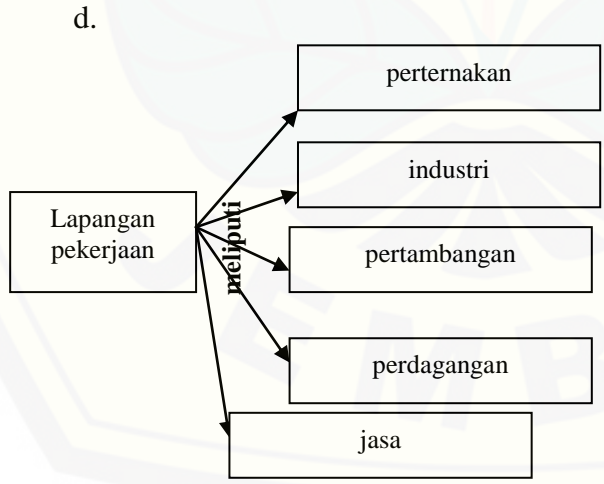 d.
perternakan
industri
Lapangan
pekerjaan
meliputi
pertambangan
perdagangan
jasa